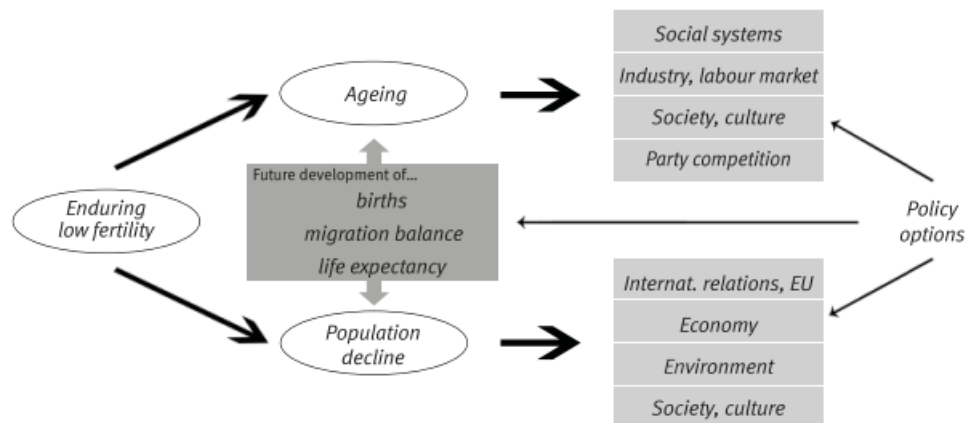 Enduring
low fertility
Ageing
Future development of...
births
migration balance
life expectancy
Population
decline
Social systems
Industry, labour market
Society, culture
Party competition
Internat. relations, EU
Economy
Environment
Society, culture
Policy
options